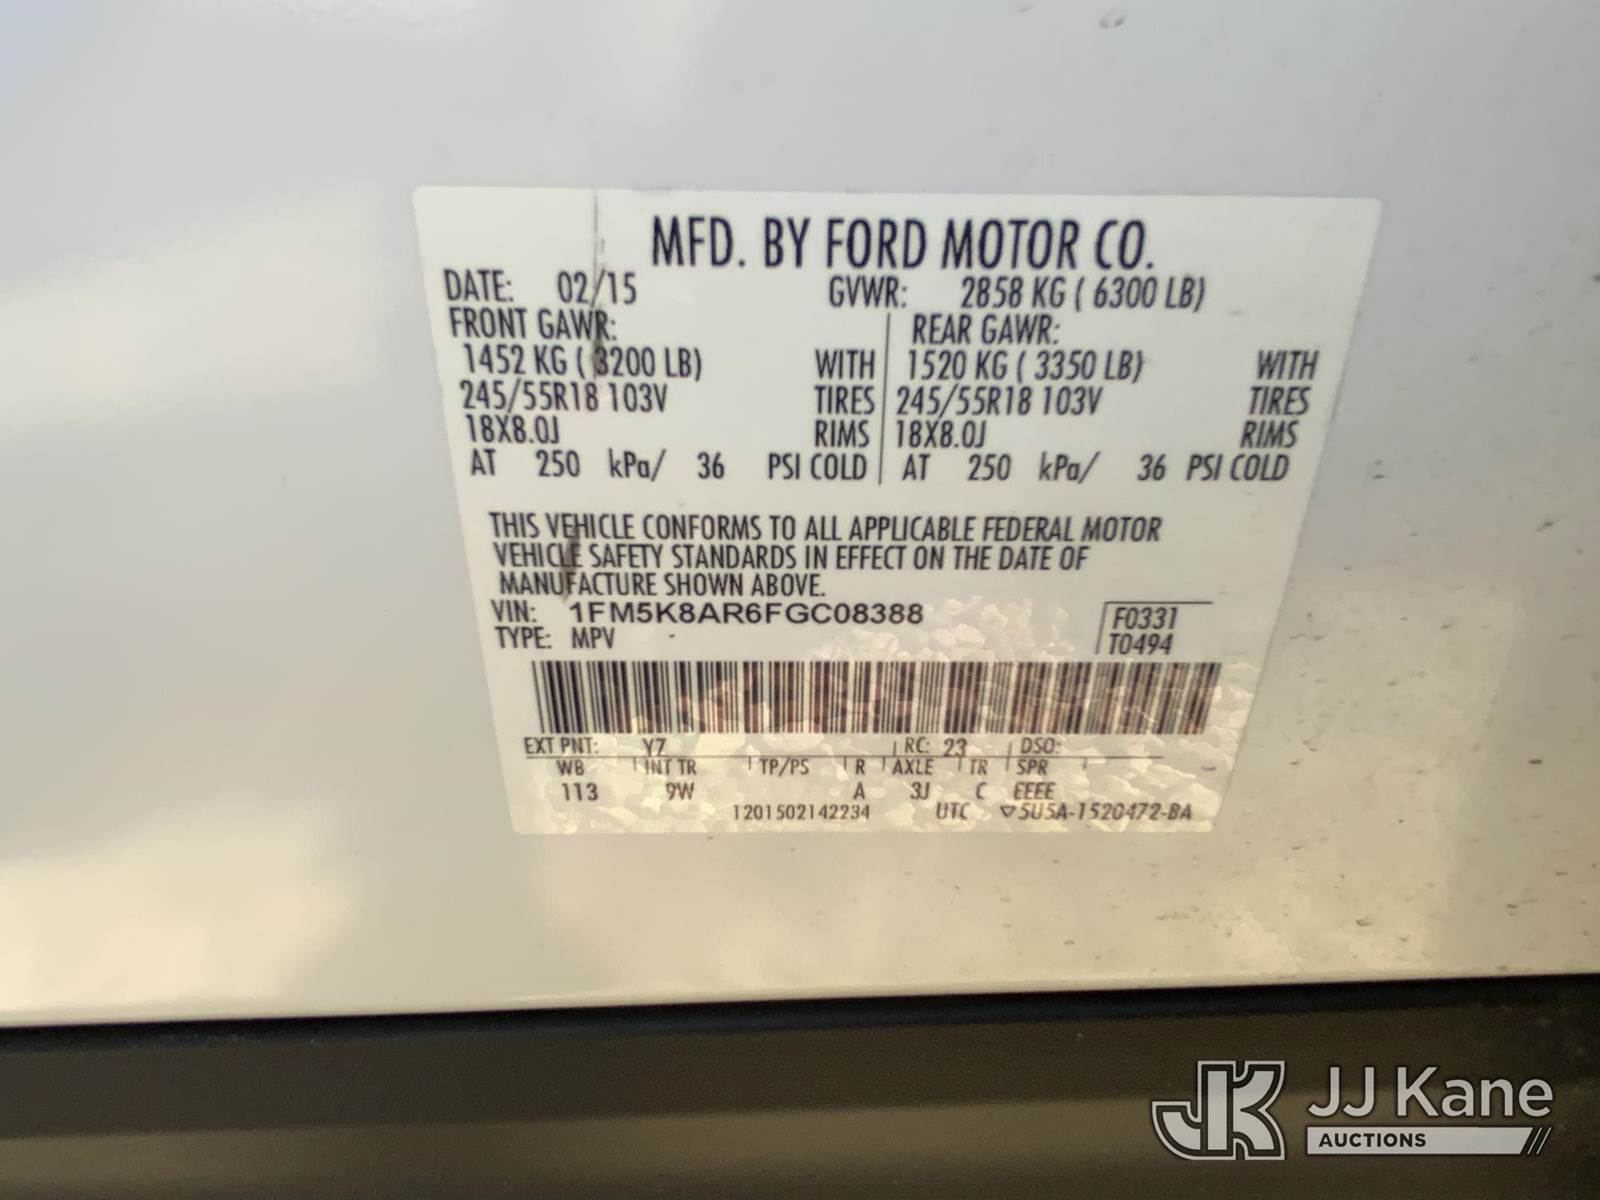 MFD. BY FORD MOTOR CO.
DATE: 02/15 GVWR: 2858 KG ( 6300 LB)
FRONT GAWR: REAR GAWR:
1452 KG ( 3200 LB) WITH 1520 KG ( 3350 LB) WITH
245/55R18 103V TIRES 245/55R18 103V TIRES
18X8.0J RIMS 18X8.0J RIMS
AT 250 kPa/ 36 PSI COLD AT 250 kPa/ 36 PSI COLD
THIS VEHICLE CONFORMS TO ALL APPLICABLE FEDERAL MOTOR
VEHICLE SAFETY STANDARDS IN EFFECT ON THE DATE OF
MANUFACTURE SHOWN ABOVE.
VIN: 1FM5K8AR6FGC08388 F0331
TYPE: MPV T0494
EXT PNT: YZ RC: 23 DSO:
WB INT TR TP/PS R AXLE TR SPR
113 9W A 3J C EEEE
1201502142234 UTC ▽5U5A-1520472-BA
JK JJ Kane
AUCTIONS